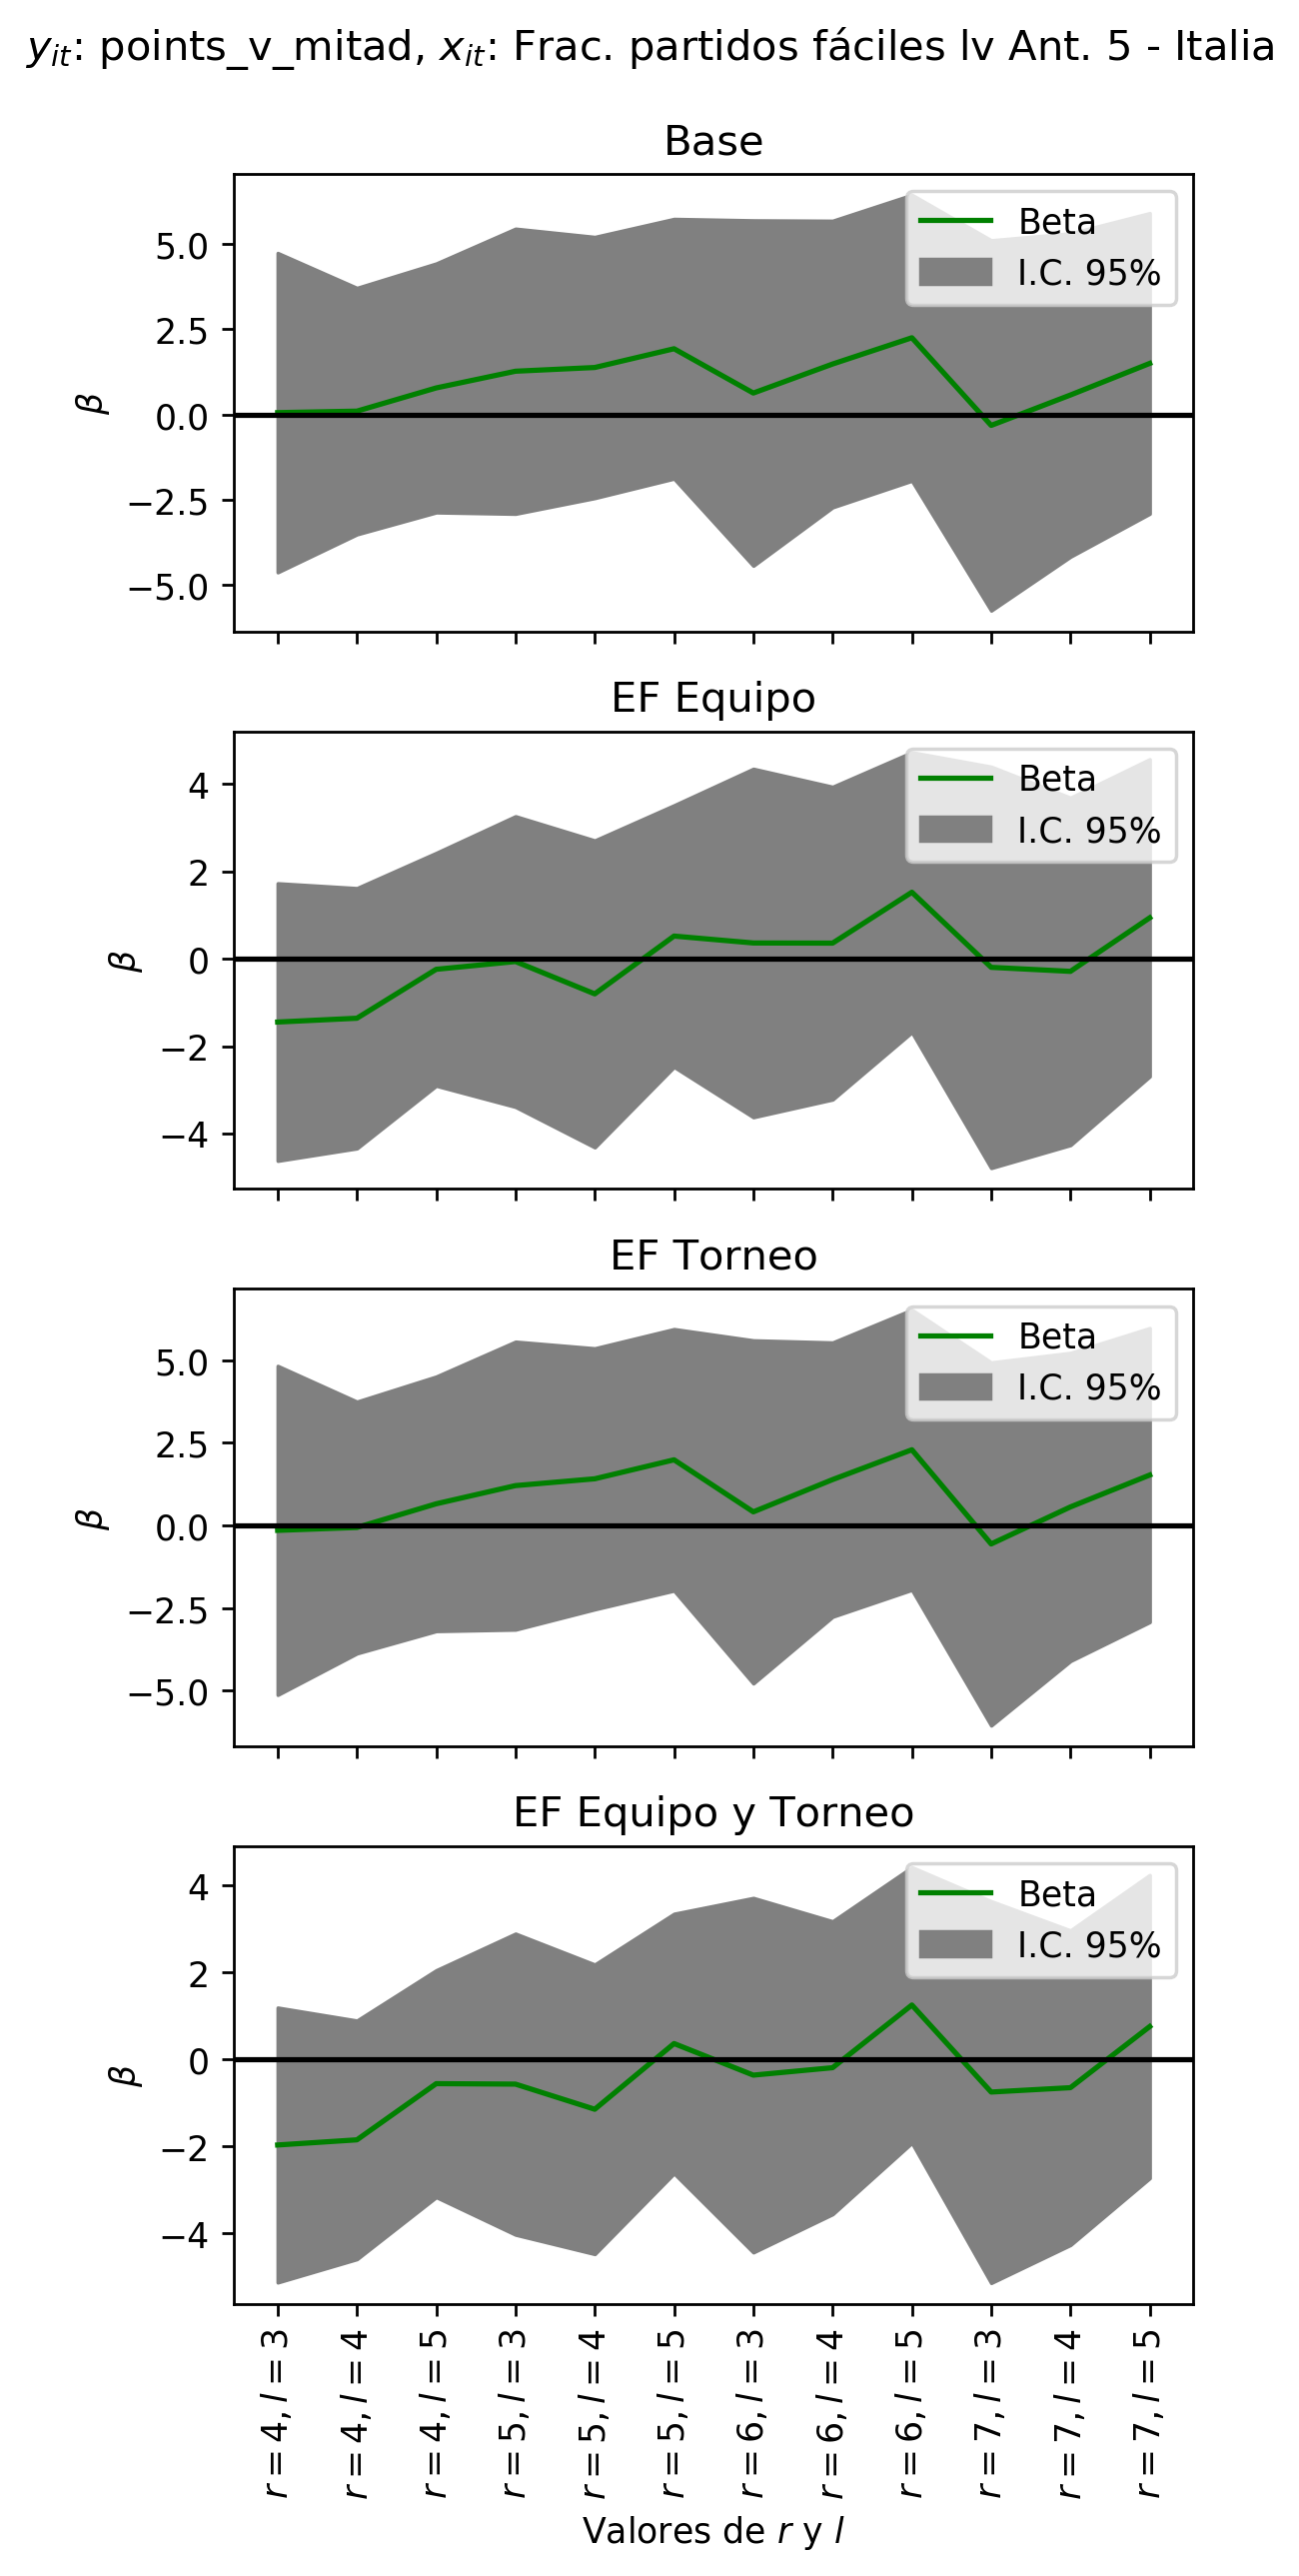 y_it: points_v_mitad, x_it: Frac. partidos fáciles lv Ant. 5 - Italia
Base
5.0
2.5
0.0
−2.5
−5.0
β
Beta
I.C. 95%
EF Equipo
4
2
0
−2
−4
β
Beta
I.C. 95%
EF Torneo
5.0
2.5
0.0
−2.5
−5.0
β
Beta
I.C. 95%
EF Equipo y Torneo
4
2
0
−2
−4
β
Beta
I.C. 95%
r = 4, l = 3
r = 4, l = 4
r = 4, l = 5
r = 5, l = 3
r = 5, l = 4
r = 5, l = 5
r = 6, l = 3
r = 6, l = 4
r = 6, l = 5
r = 7, l = 3
r = 7, l = 4
r = 7, l = 5
Valores de r y l